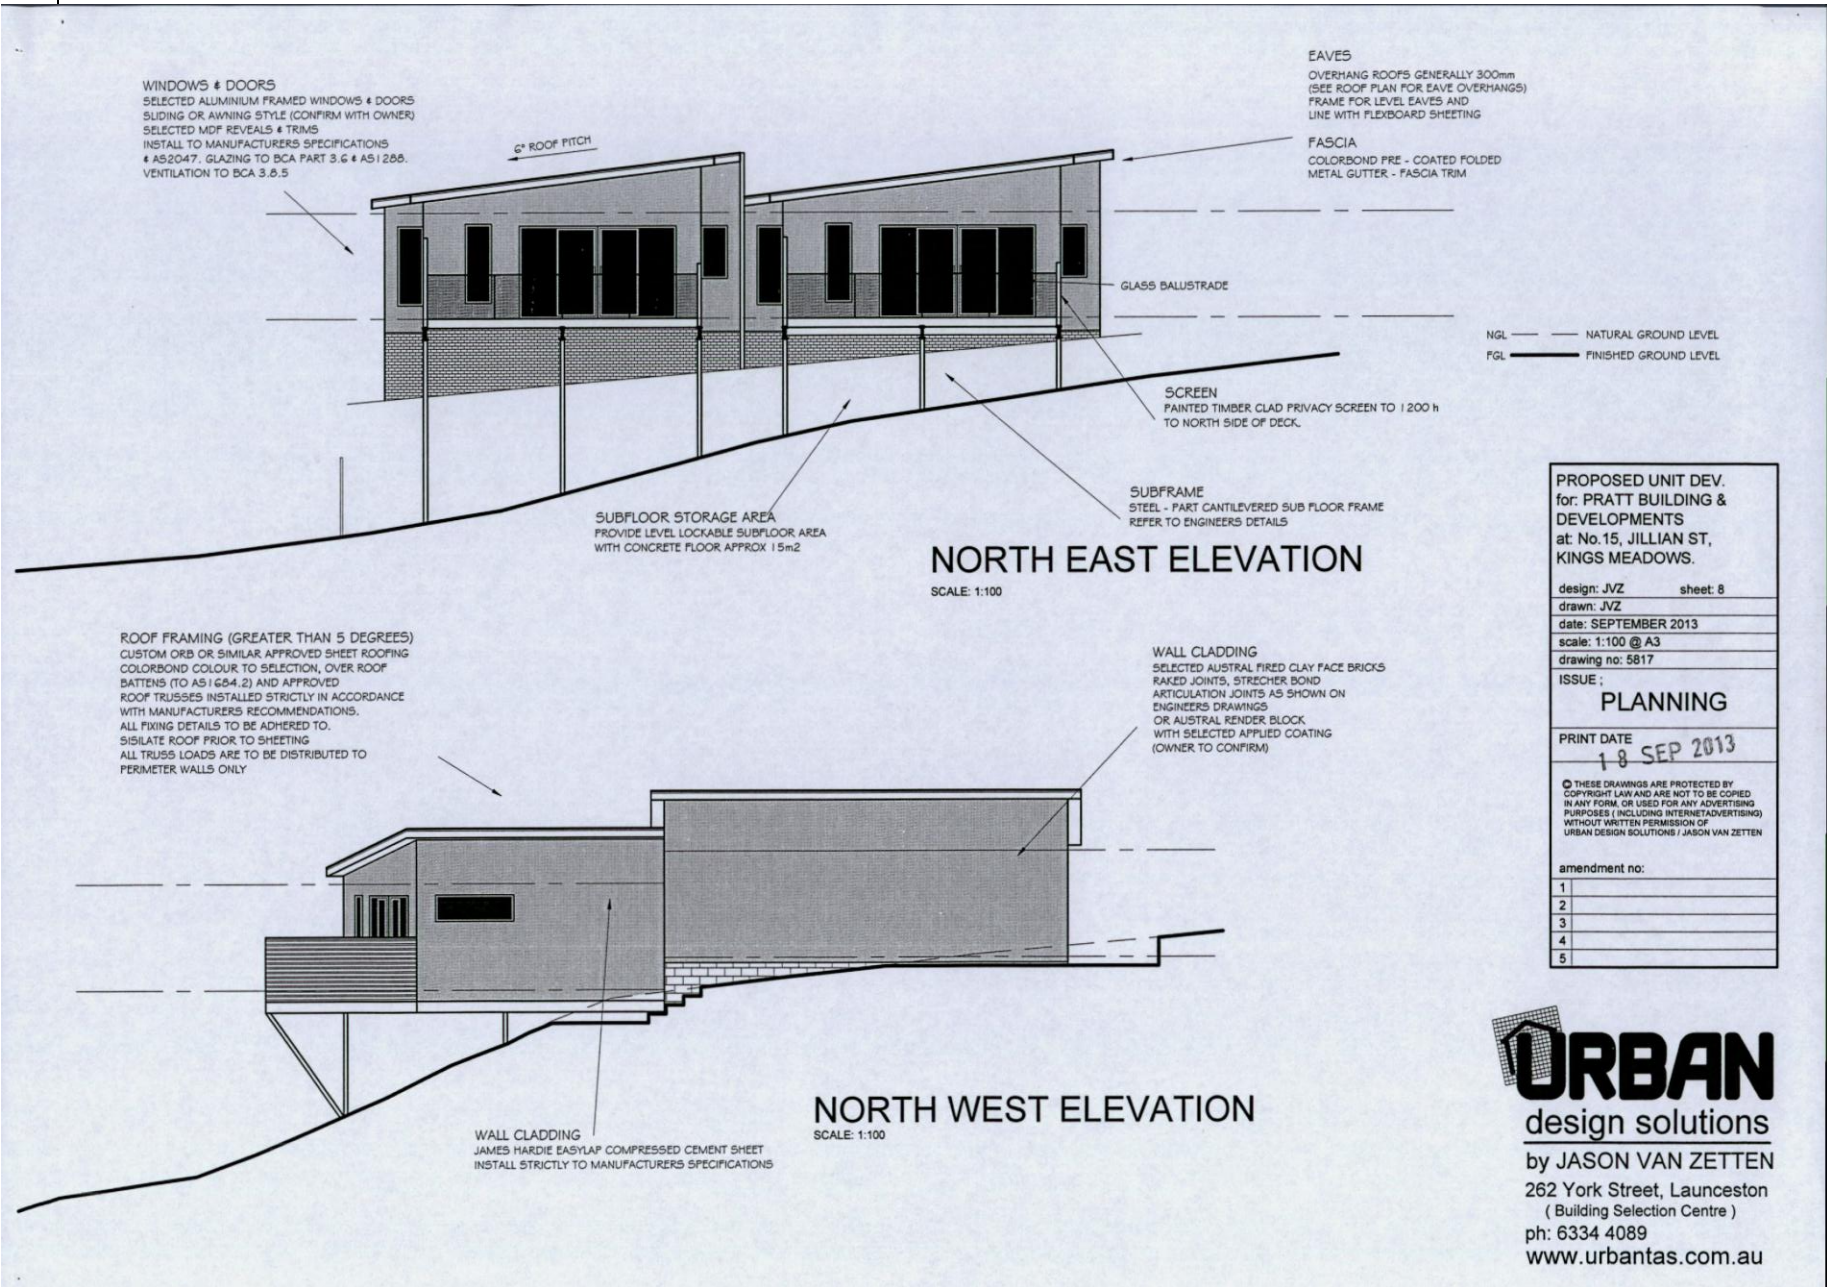 WINDOWS & DOORS
SELECTED ALUMINIUM FRAMED WINDOWS & DOORS
SLIDING OR AWNING STYLE (CONFIRM WITH OWNER)
SELECTED MDF REVEALS & TRIMS
INSTALL TO MANUFACTURERS SPECIFICATIONS
& AS2047. GLAZING TO BCA PART 3.6 & AS1288.
VENTILATION TO BCA 3.8.5
6° ROOF PITCH
EAVES
OVERHANG ROOFS GENERALLY 300mm
(SEE ROOF PLAN FOR EAVE OVERHANGS)
FRAME FOR LEVEL EAVES AND
LINE WITH FLEXBOARD SHEETING
FASCIA
COLORBOND PRE - COATED FOLDED
METAL GUTTER - FASCIA TRIM
GLASS BALUSTRADE
NGL NATURAL GROUND LEVEL
FGL FINISHED GROUND LEVEL
SCREEN
PAINTED TIMBER CLAD PRIVACY SCREEN TO 1200 h
TO NORTH SIDE OF DECK.
SUBFRAME
STEEL - PART CANTILEVERED SUB FLOOR FRAME
REFER TO ENGINEERS DETAILS
SUBFLOOR STORAGE AREA
PROVIDE LEVEL LOCKABLE SUBFLOOR AREA
WITH CONCRETE FLOOR APPROX 15m2
NORTH EAST ELEVATION
SCALE: 1:100
ROOF FRAMING (GREATER THAN 5 DEGREES)
CUSTOM ORB OR SIMILAR APPROVED SHEET ROOFING
COLORBOND COLOUR TO SELECTION, OVER ROOF
BATTENS (TO AS1684.2) AND APPROVED
ROOF TRUSSES INSTALLED STRICTLY IN ACCORDANCE
WITH MANUFACTURERS RECOMMENDATIONS.
ALL FIXING DETAILS TO BE ADHERED TO.
SISILATE ROOF PRIOR TO SHEETING
ALL TRUSS LOADS ARE TO BE DISTRIBUTED TO
PERIMETER WALLS ONLY
WALL CLADDING
SELECTED AUSTRAL FIRED CLAY FACE BRICKS
RAKED JOINTS, STRECHER BOND
ARTICULATION JOINTS AS SHOWN ON
ENGINEERS DRAWINGS
OR AUSTRAL RENDER BLOCK
WITH SELECTED APPLIED COATING
(OWNER TO CONFIRM)
WALL CLADDING
JAMES HARDIE EASYLAP COMPRESSED CEMENT SHEET
INSTALL STRICTLY TO MANUFACTURERS SPECIFICATIONS
NORTH WEST ELEVATION
SCALE: 1:100
PROPOSED UNIT DEV.
for: PRATT BUILDING &
DEVELOPMENTS
at: No.15, JILLIAN ST,
KINGS MEADOWS.
design: JVZ sheet: 8
drawn: JVZ
date: SEPTEMBER 2013
scale: 1:100 @ A3
drawing no: 5817
ISSUE ;
PLANNING
PRINT DATE
18 SEP 2013
© THESE DRAWINGS ARE PROTECTED BY
COPYRIGHT LAW AND ARE NOT TO BE COPIED
IN ANY FORM, OR USED FOR ANY ADVERTISING
PURPOSES ( INCLUDING INTERNETADVERTISING)
WITHOUT WRITTEN PERMISSION OF
URBAN DESIGN SOLUTIONS / JASON VAN ZETTEN
amendment no:
1
2
3
4
5
URBAN
design solutions
by JASON VAN ZETTEN
262 York Street, Launceston
( Building Selection Centre )
ph: 6334 4089
www.urbantas.com.au